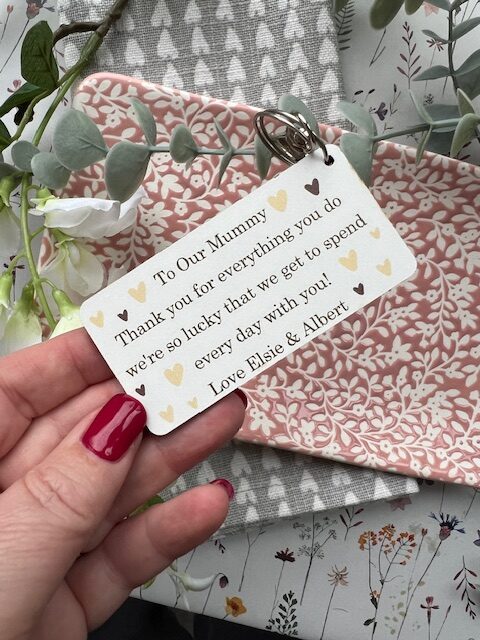 To Our Mummy
Thank you for everything you do
we're so lucky that we get to spend
every day with you!
Love Elsie & Albert